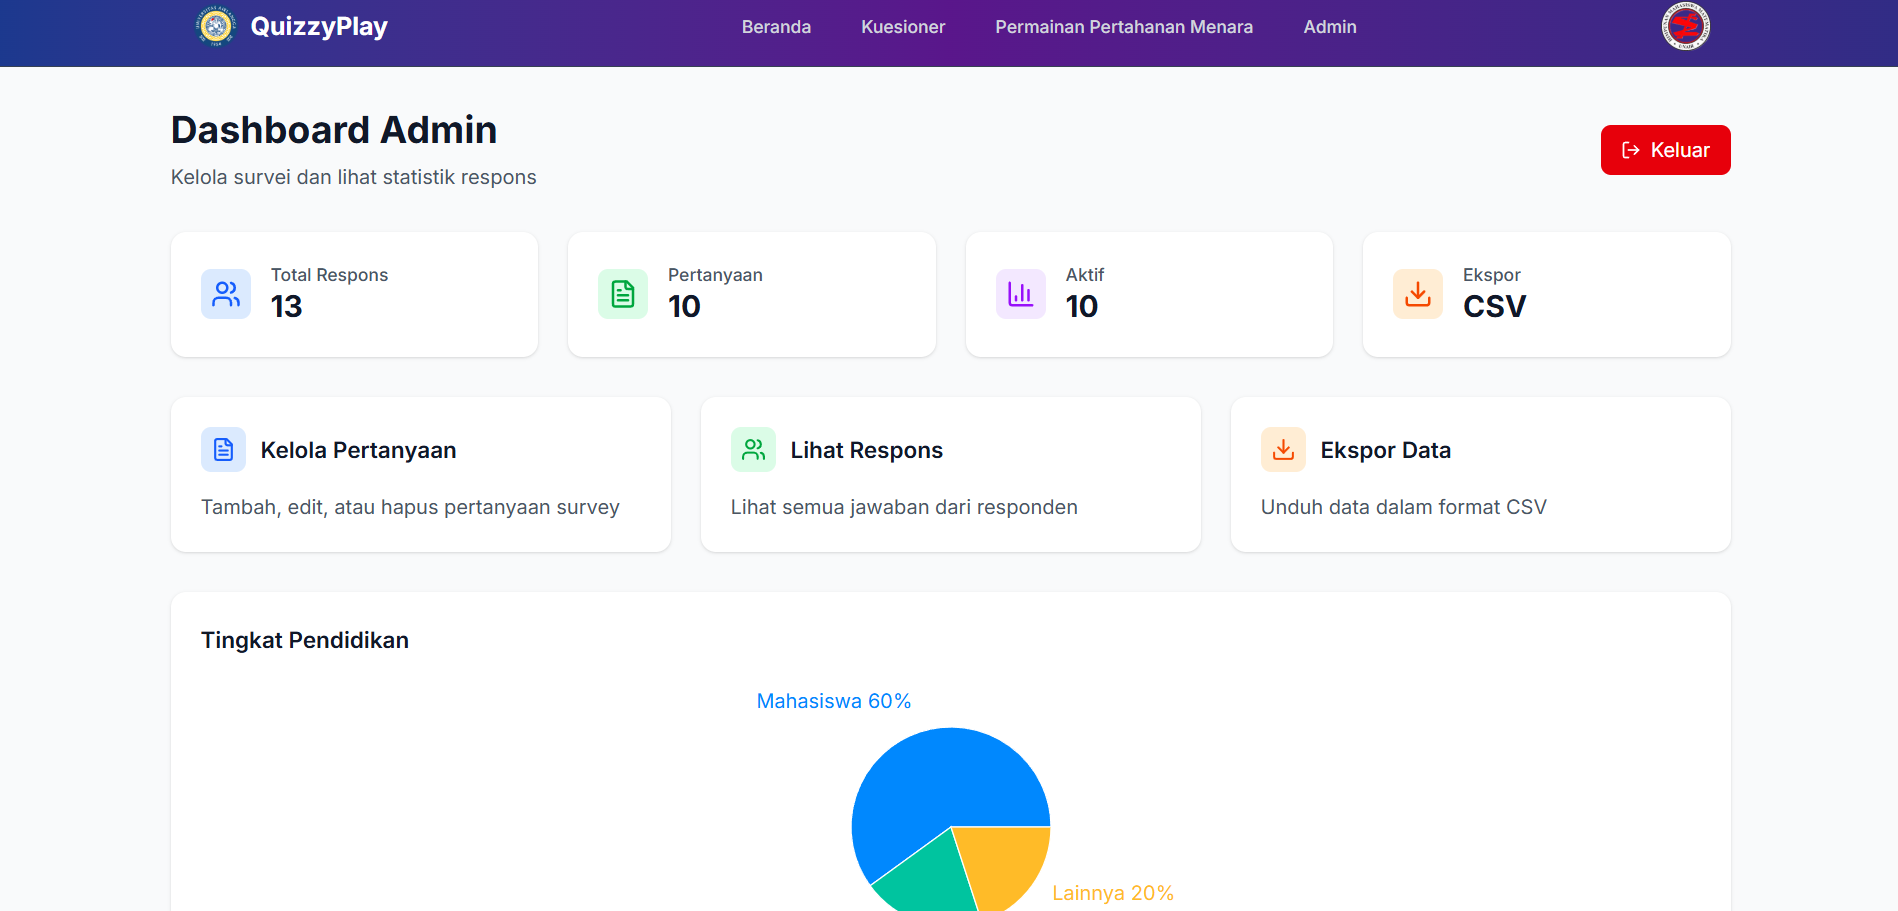 QuizzyPlay
Beranda
Kuesioner
Permainan Pertahanan Menara
Admin
Dashboard Admin
Kelola survei dan lihat statistik respons
Keluar
Total Respons
13
Pertanyaan
10
Aktif
10
Ekspor
CSV
Kelola Pertanyaan
Tambah, edit, atau hapus pertanyaan survey
Lihat Respons
Lihat semua jawaban dari responden
Ekspor Data
Unduh data dalam format CSV
Tingkat Pendidikan
Mahasiswa 60%
Lainnya 20%